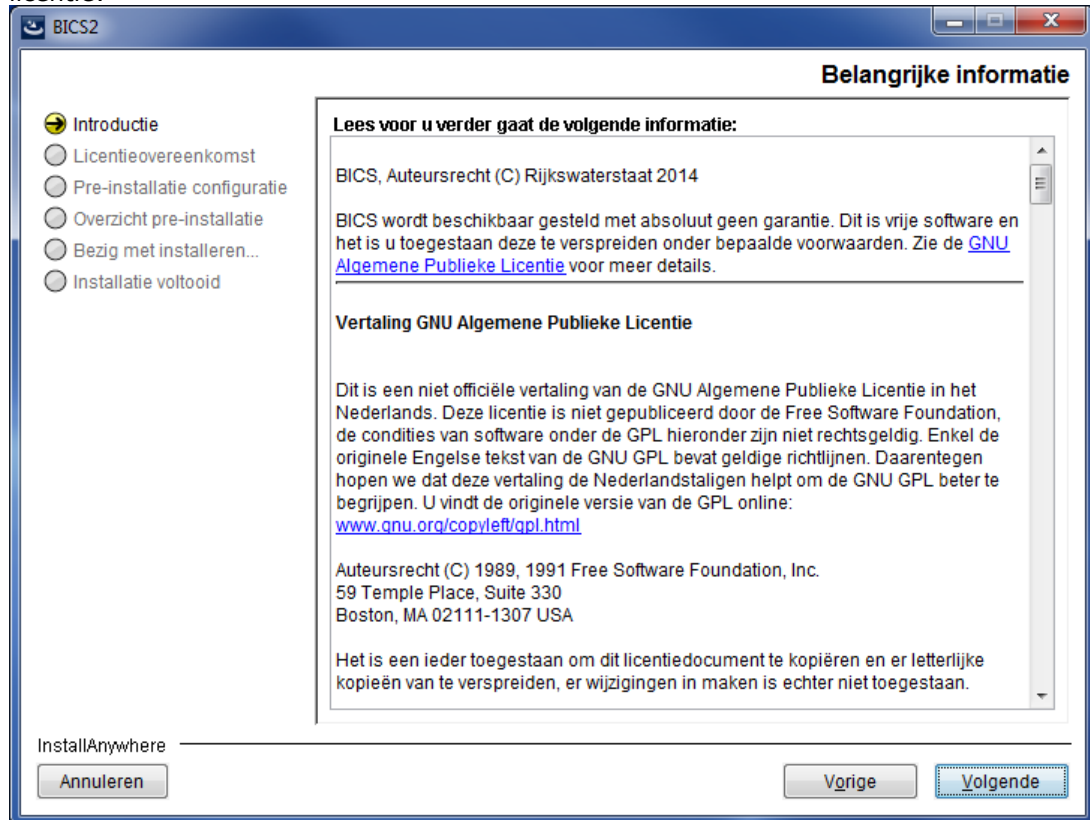 licentie.
BICS2
Belangrijke informatie
Introductie
Licentieovereenkomst
Pre-installatie configuratie
Overzicht pre-installatie
Bezig met installeren...
Installatie voltooid
Lees voor u verder gaat de volgende informatie:
BICS, Auteursrecht (C) Rijkswaterstaat 2014
BICS wordt beschikbaar gesteld met absoluut geen garantie. Dit is vrije software en
het is u toegestaan deze te verspreiden onder bepaalde voorwaarden. Zie de GNU
Algemene Publieke Licentie voor meer details.
Vertaling GNU Algemene Publieke Licentie
Dit is een niet officiële vertaling van de GNU Algemene Publieke Licentie in het
Nederlands. Deze licentie is niet gepubliceerd door de Free Software Foundation,
de condities van software onder de GPL hieronder zijn niet rechtsgeldig. Enkel de
originele Engelse tekst van de GNU GPL bevat geldige richtlijnen. Daarentegen
hopen we dat deze vertaling de Nederlandstaligen helpt om de GNU GPL beter te
begrijpen. U vindt de originele versie van de GPL online:
www.gnu.org/copyleft/gpl.html
Auteursrecht (C) 1989, 1991 Free Software Foundation, Inc.
59 Temple Place, Suite 330
Boston, MA 02111-1307 USA
Het is een ieder toegestaan om dit licentiedocument te kopiëren en er letterlijke
kopieën van te verspreiden, er wijzigingen in maken is echter niet toegestaan.
InstallAnywhere
Annuleren
Vorige
Volgende